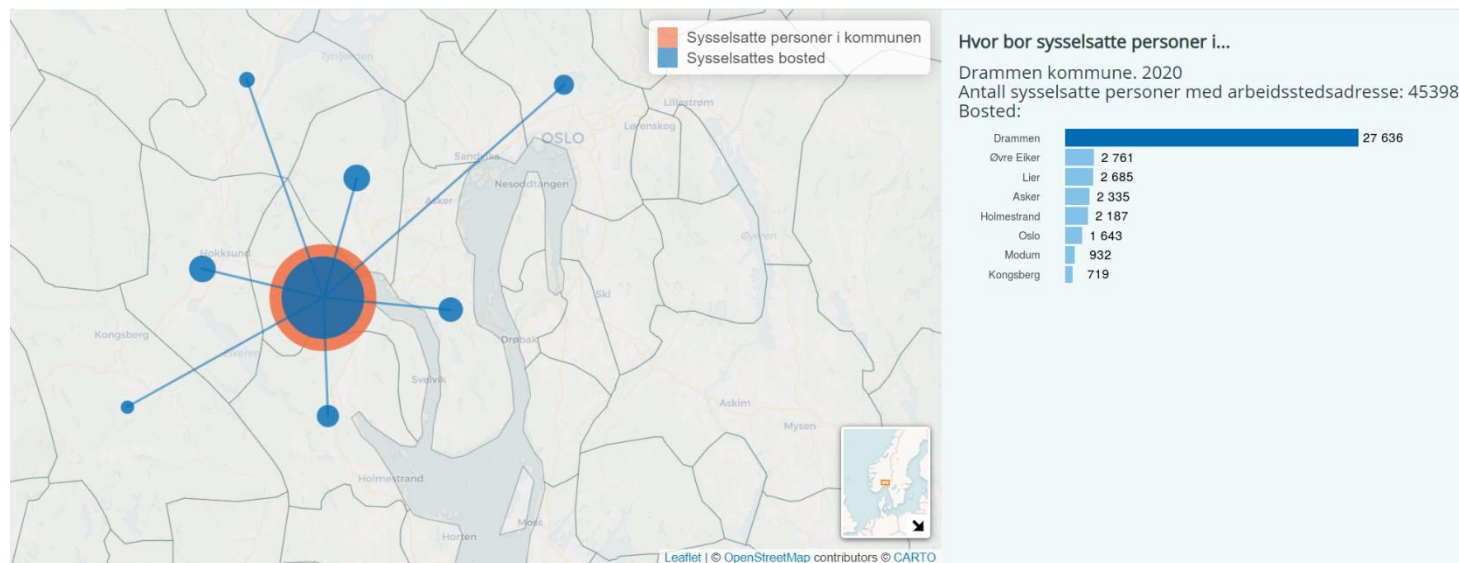 Sysselsatte personer i kommunen
Sysselsattes bosted
Tyrifjorden
Lillestrøm
OSLO
Lørenskog
Sandvika
Nesoddtangen
Asker
Øyeren
Hokksund
Ski
Kongsberg
Eikeren
Drøbak
Svelvik
Askim
Mysen
Holmestrand
Moss
Horten
Leaflet | © OpenStreetMap contributors © CARTO
Hvor bor sysselsatte personer i...
Drammen kommune. 2020
Antall sysselsatte personer med arbeidsstedsadresse: 45398
Bosted:
Drammen 27 636
Øvre Eiker 2 761
Lier 2 685
Asker 2 335
Holmestrand 2 187
Oslo 1 643
Modum 932
Kongsberg 719